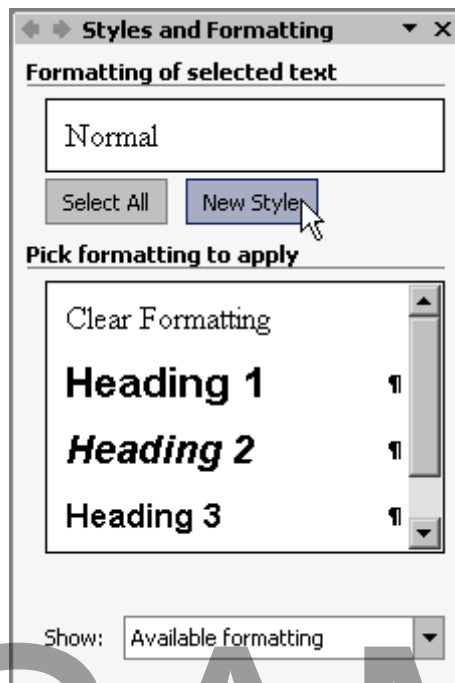 Styles and Formatting
Formatting of selected text
Normal
Select All New Style
Pick formatting to apply
Clear Formatting
Heading 1 ¶
Heading 2 ¶
Heading 3 ¶
Show: Available formatting